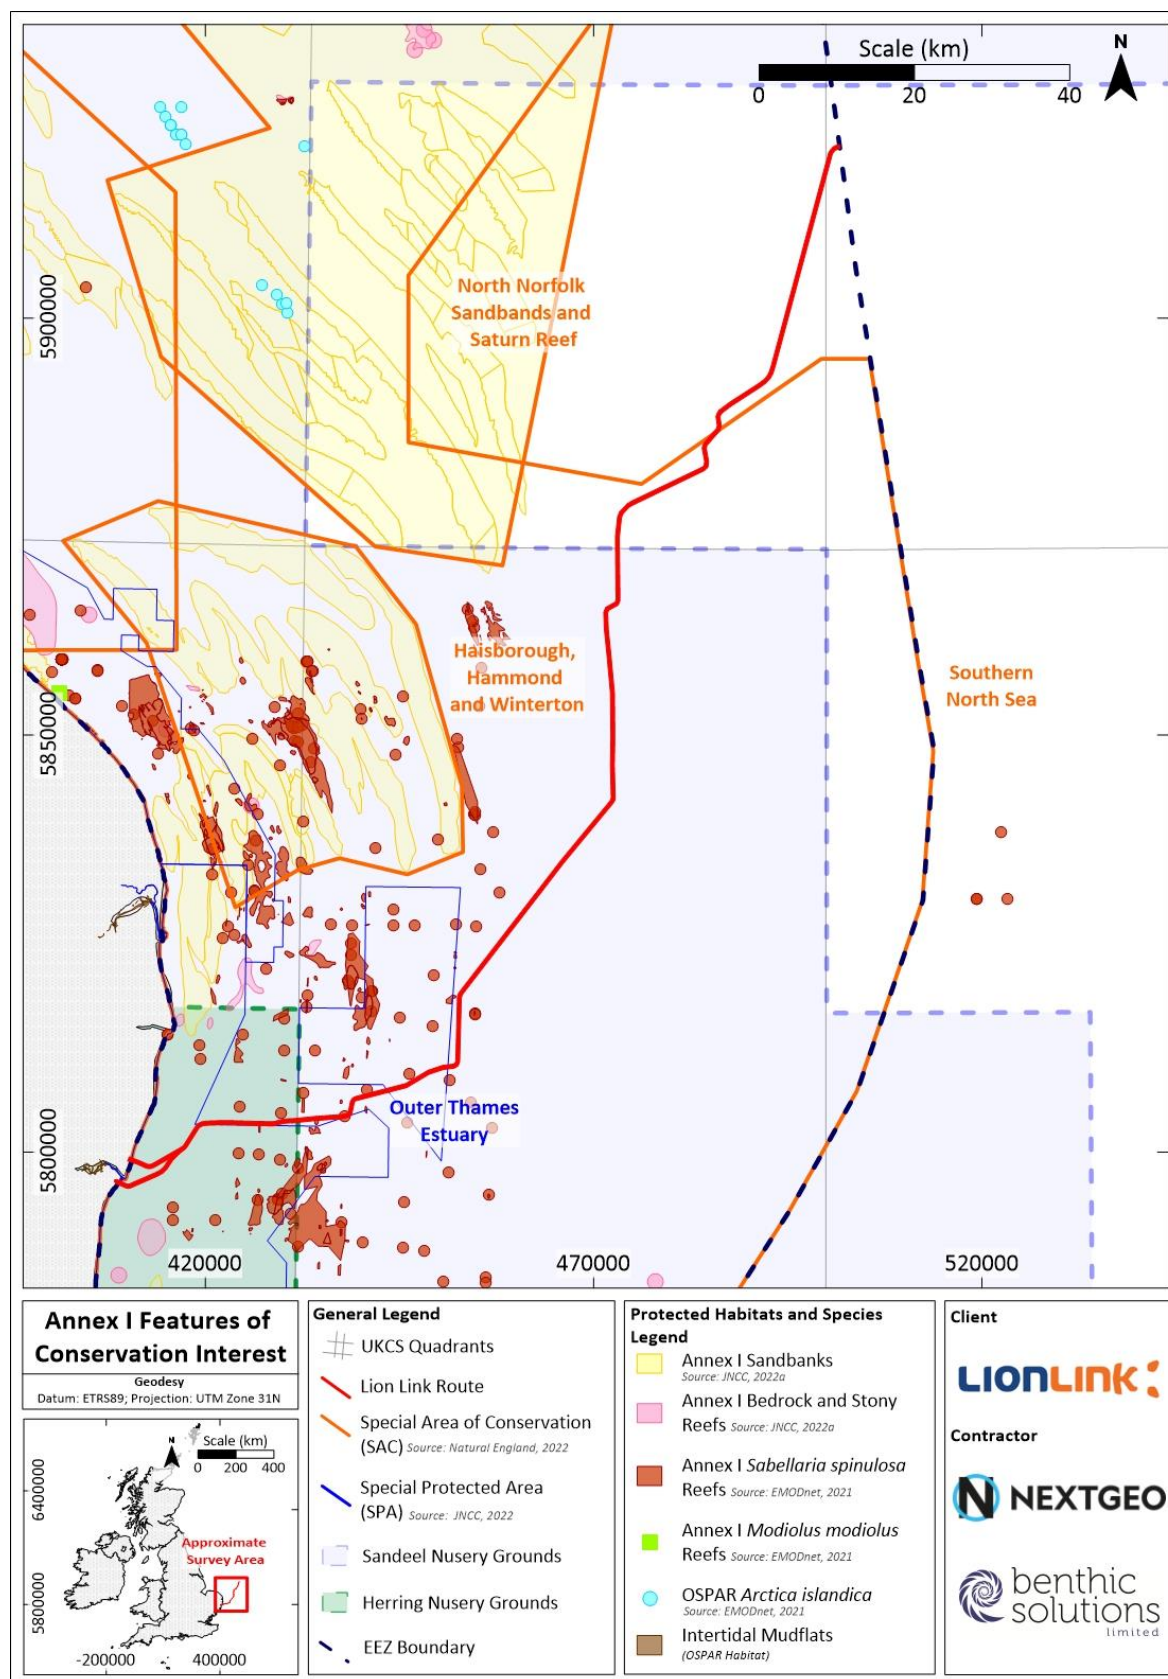 Scale (km)
N
0
20
40
5900000
5850000
5800000
North Norfolk
Sandbands and
Saturn Reef
Haisborough,
Hammond
and Winterton
Southern
North Sea
Outer Thames
Estuary
420000
470000
520000
Annex I Features of
Conservation Interest
Geodesy
Datum: ETRS89; Projection: UTM Zone 31N
N
Scale (km)
0 200 400
6400000
5800000
Approximate
Survey Area
-200000
400000
General Legend
UKCS Quadrants
Lion Link Route
Special Area of Conservation
(SAC) Source: Natural England, 2022
Special Protected Area
(SPA) Source: JNCC, 2022
Sandeel Nusery Grounds
Herring Nusery Grounds
EEZ Boundary
Protected Habitats and Species
Legend
Annex I Sandbanks
Source: JNCC, 2022a
Annex I Bedrock and Stony
Reefs Source: JNCC, 2022a
Annex I Sabellaria spinulosa
Reefs Source: EMODnet, 2021
Annex I Modiolus modiolus
Reefs Source: EMODnet, 2021
OSPAR Arctica islandica
Source: EMODnet, 2021
Intertidal Mudflats
(OSPAR Habitat)
Client
LIONLINK
Contractor
N NEXTGEO
benthic
solutions
limited